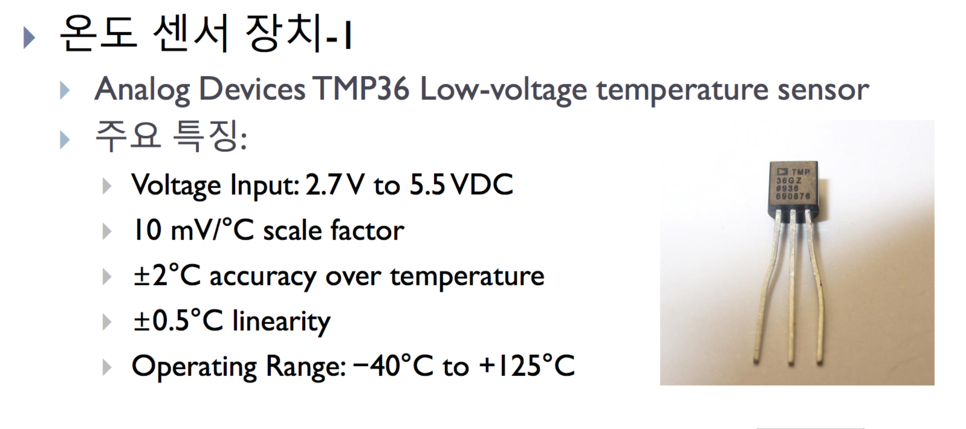 온도 센서 장치-1
Analog Devices TMP36 Low-voltage temperature sensor
주요 특징:
Voltage Input: 2.7 V to 5.5 VDC
10 mV/°C scale factor
±2°C accuracy over temperature
±0.5°C linearity
Operating Range: −40°C to +125°C
TMP
36GZ
#936
690876